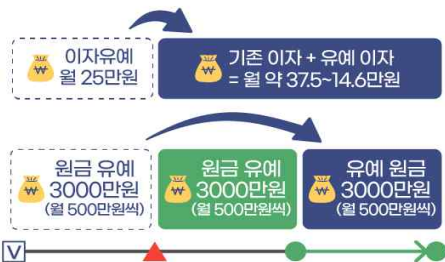 이자유예
월 25만원
기존 이자 + 유예 이자
= 월 약 37.5~14.6만원
원금 유예
3000만원
(월 500만원씩)
원금 유예
3000만원
(월 500만원씩)
유예 원금
3000만원
(월 500만원씩)
V